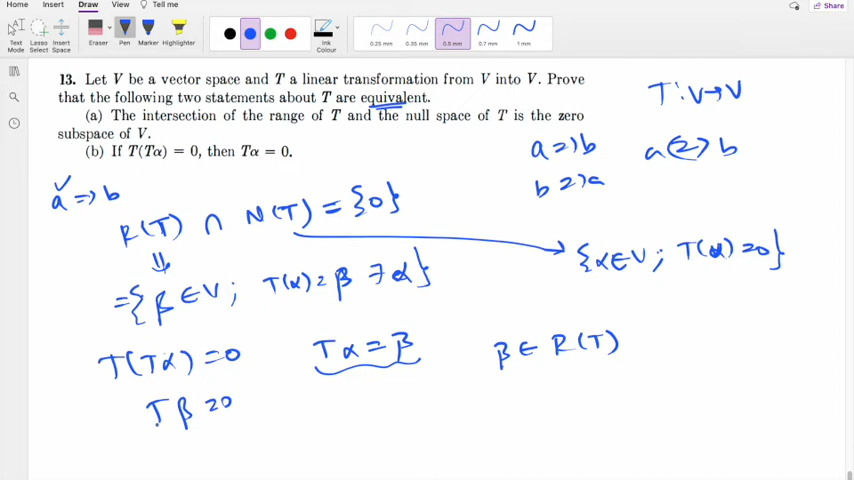 Home Insert Draw View Tell me
Share
Text Mode
Lasso Select
Insert Space
Eraser
Pen
Marker
Highlighter
Ink Colour
0.25 mm
0.35 mm
0.5 mm
0.7 mm
1 mm
13. Let V be a vector space and T a linear transformation from V into V. Prove
that the following two statements about T are equivalent.
(a) The intersection of the range of T and the null space of T is the zero
subspace of V.
(b) If T(Tα) = 0, then Tα = 0.
T : V → V
a => b
a <=> b
b => a
a => b
R(T) ∩ N(T) = {0}
{α ∈ V ; T(α) = 0}
= {β ∈ V ; T(α) = β ∃ α}
T(Tα) = 0 Tα = β β ∈ R(T)
Tβ = 0